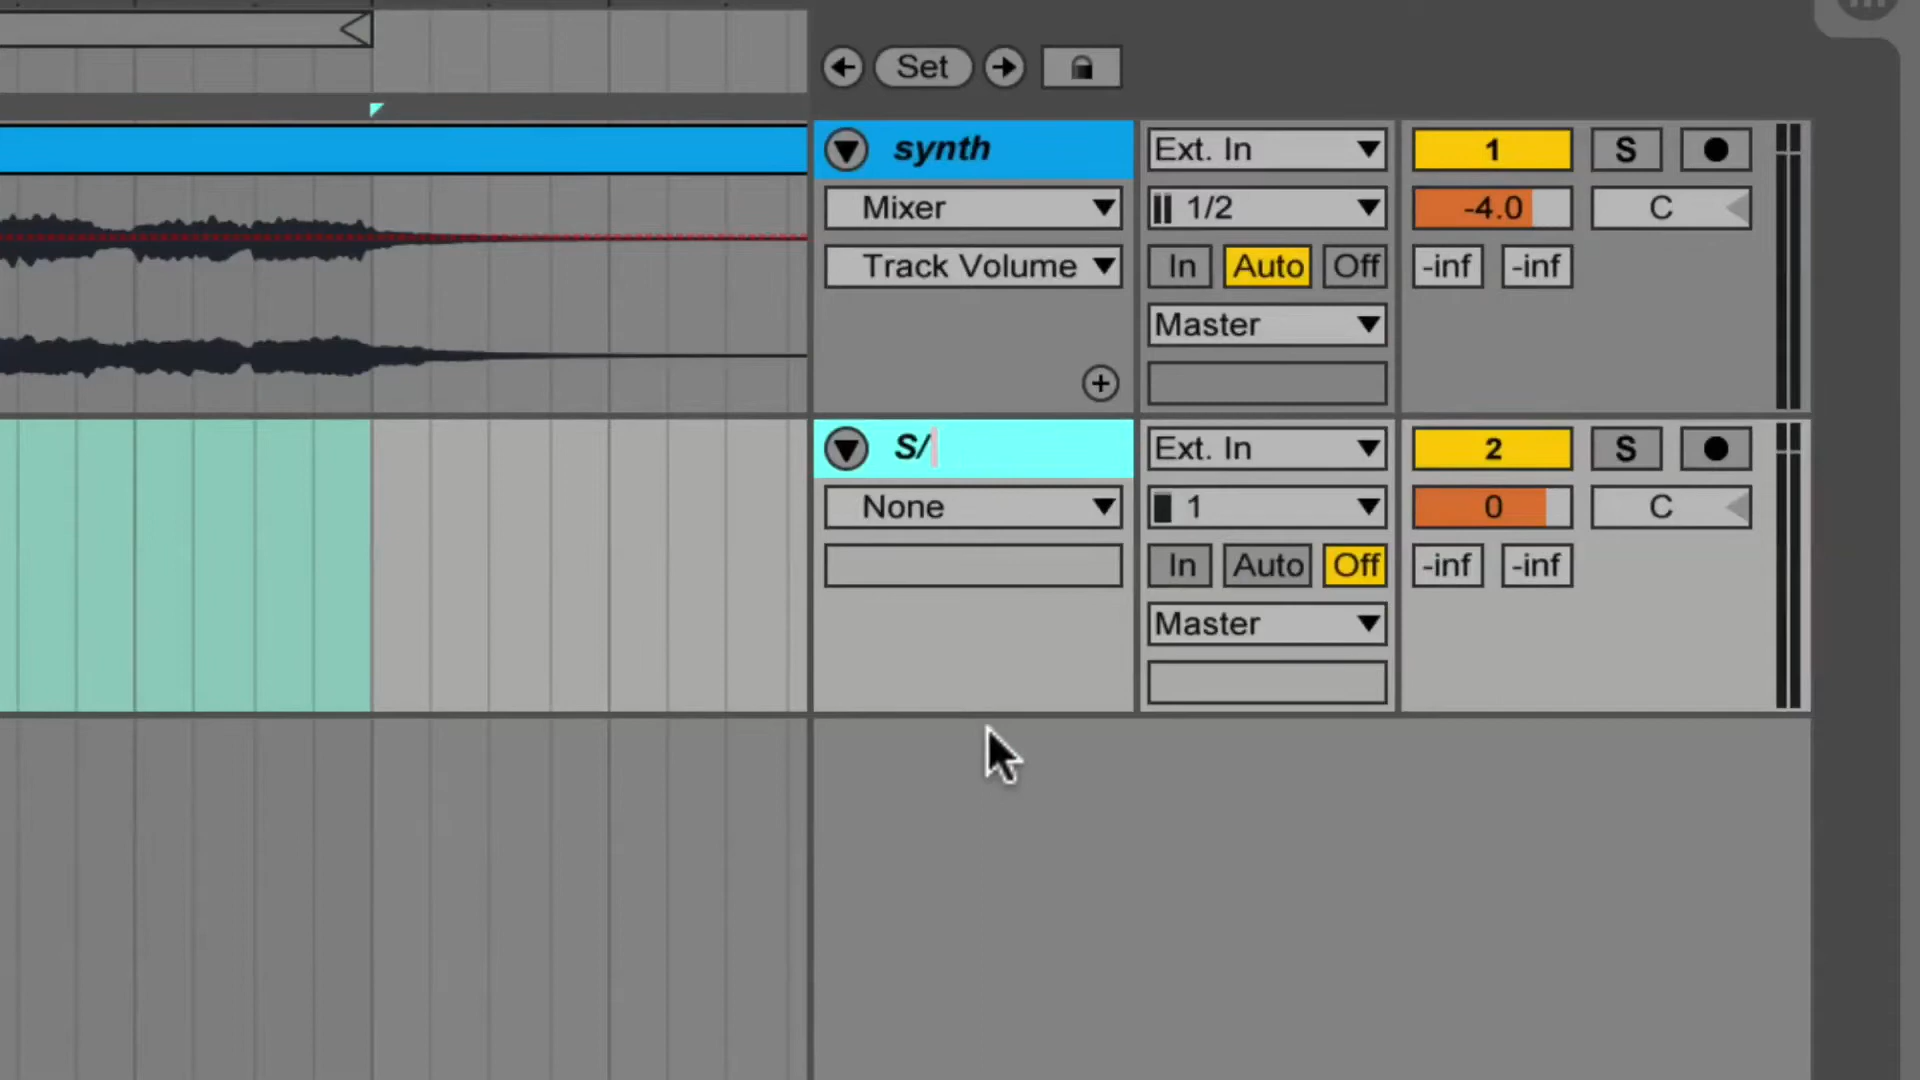 Set
synth
Ext. In
1
S
Mixer
1/2
-4.0
C
Track Volume
In
Auto
Off
-inf
-inf
Master
S/
Ext. In
2
S
None
1
0
C
In
Auto
Off
-inf
-inf
Master